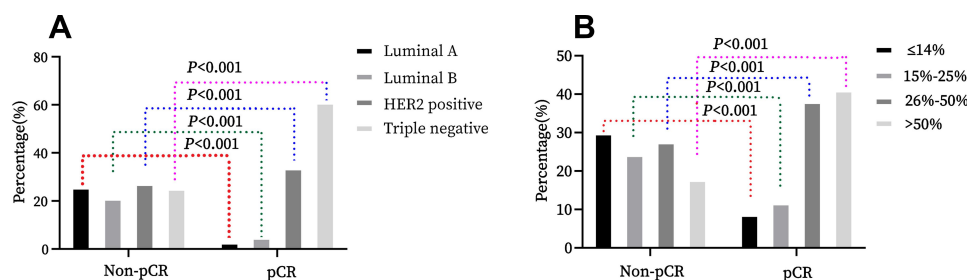 A
Percentage(%)
80
60
40
20
0
P<0.001
P<0.001
P<0.001
P<0.001
Non-pCR
pCR
Luminal A
Luminal B
HER2 positive
Triple negative
B
Percentage(%)
50
40
30
20
10
0
P<0.001
P<0.001
P<0.001
P<0.001
Non-pCR
pCR
≤14%
15%-25%
26%-50%
>50%